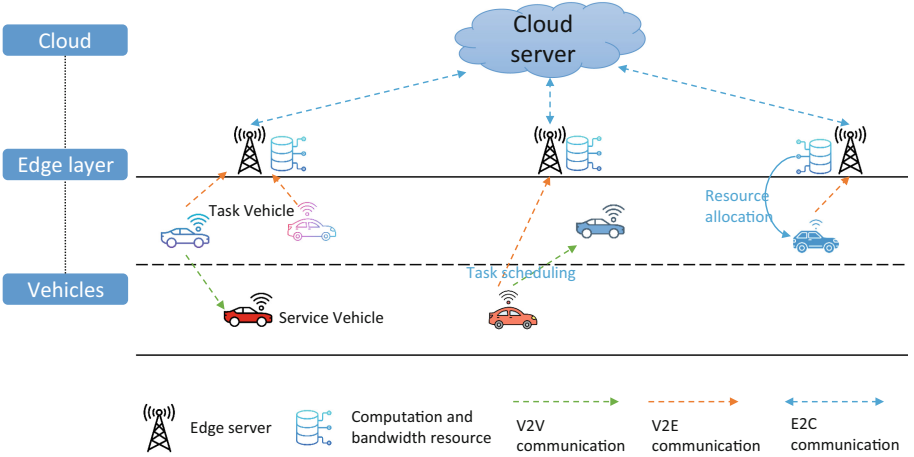 Cloud
Cloud
server
Edge layer
Resource
allocation
Task Vehicle
Task scheduling
Vehicles
Service Vehicle
Edge server
Computation and
bandwidth resource
V2V
communication
V2E
communication
E2C
communication